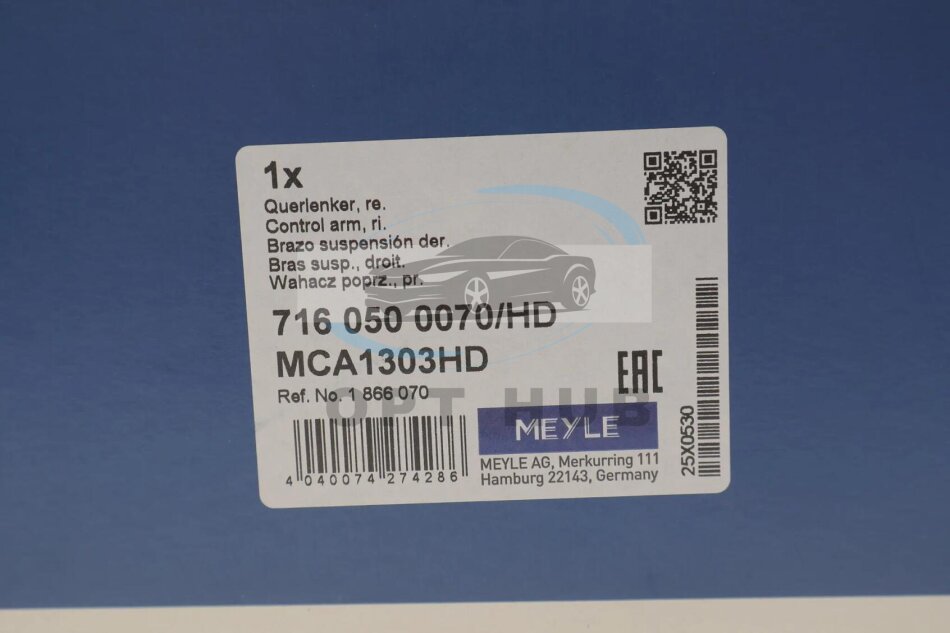 1x
Querlenker, re.
Control arm, ri.
Brazo suspensión der.
Bras susp., droit.
Wahacz poprz., pr.
716 050 0070/HD
MCA1303HD
Ref. No. 1 866 070
EAC
OPT HUB
MEYLE
MEYLE AG, Merkurring 111
Hamburg 22143, Germany
4 040074 274286
25X0530